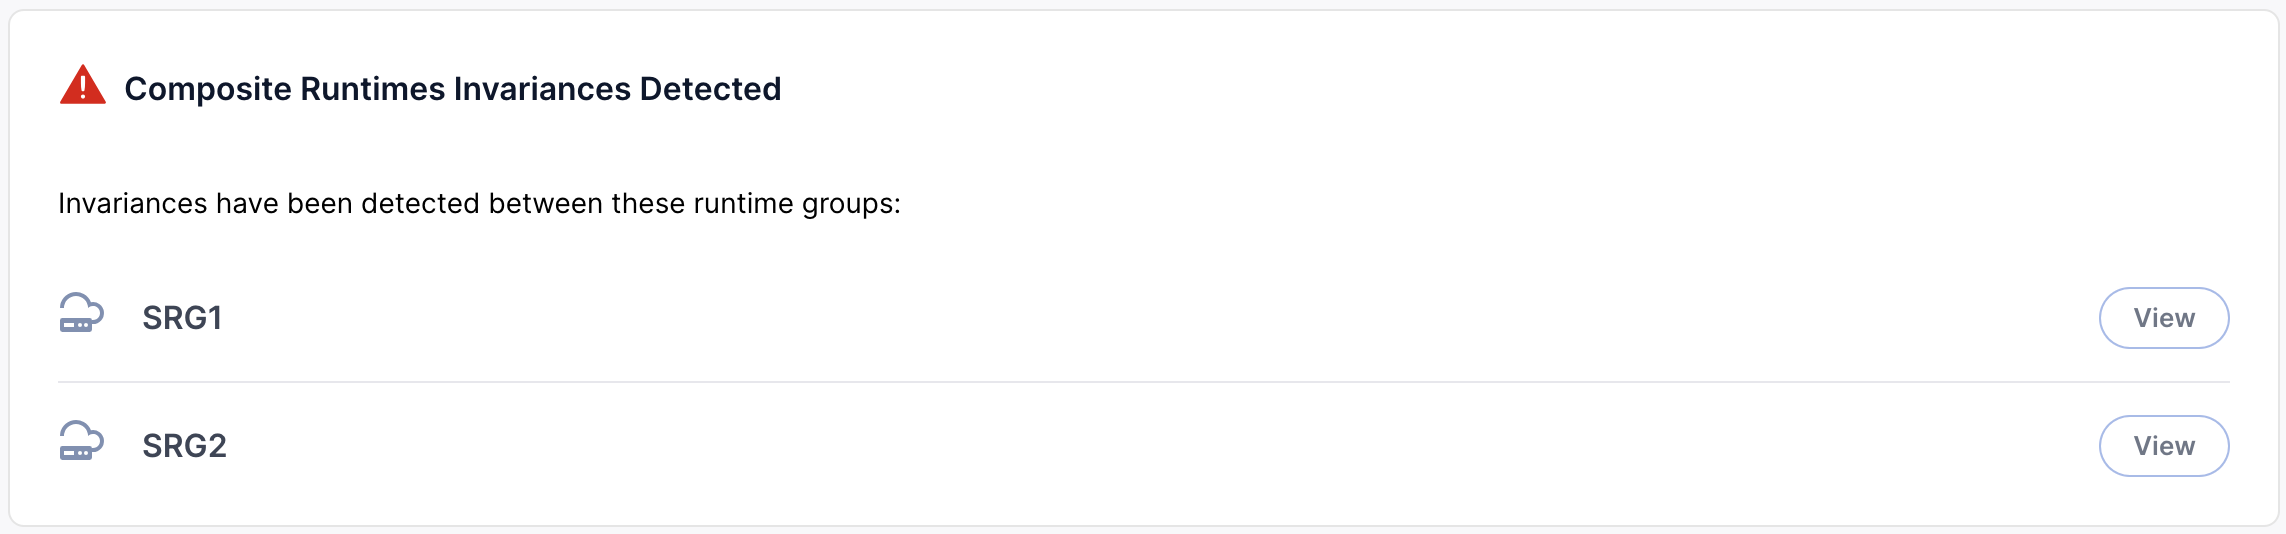 Composite Runtimes Invariances Detected
Invariances have been detected between these runtime groups:
SRG1
View
SRG2
View